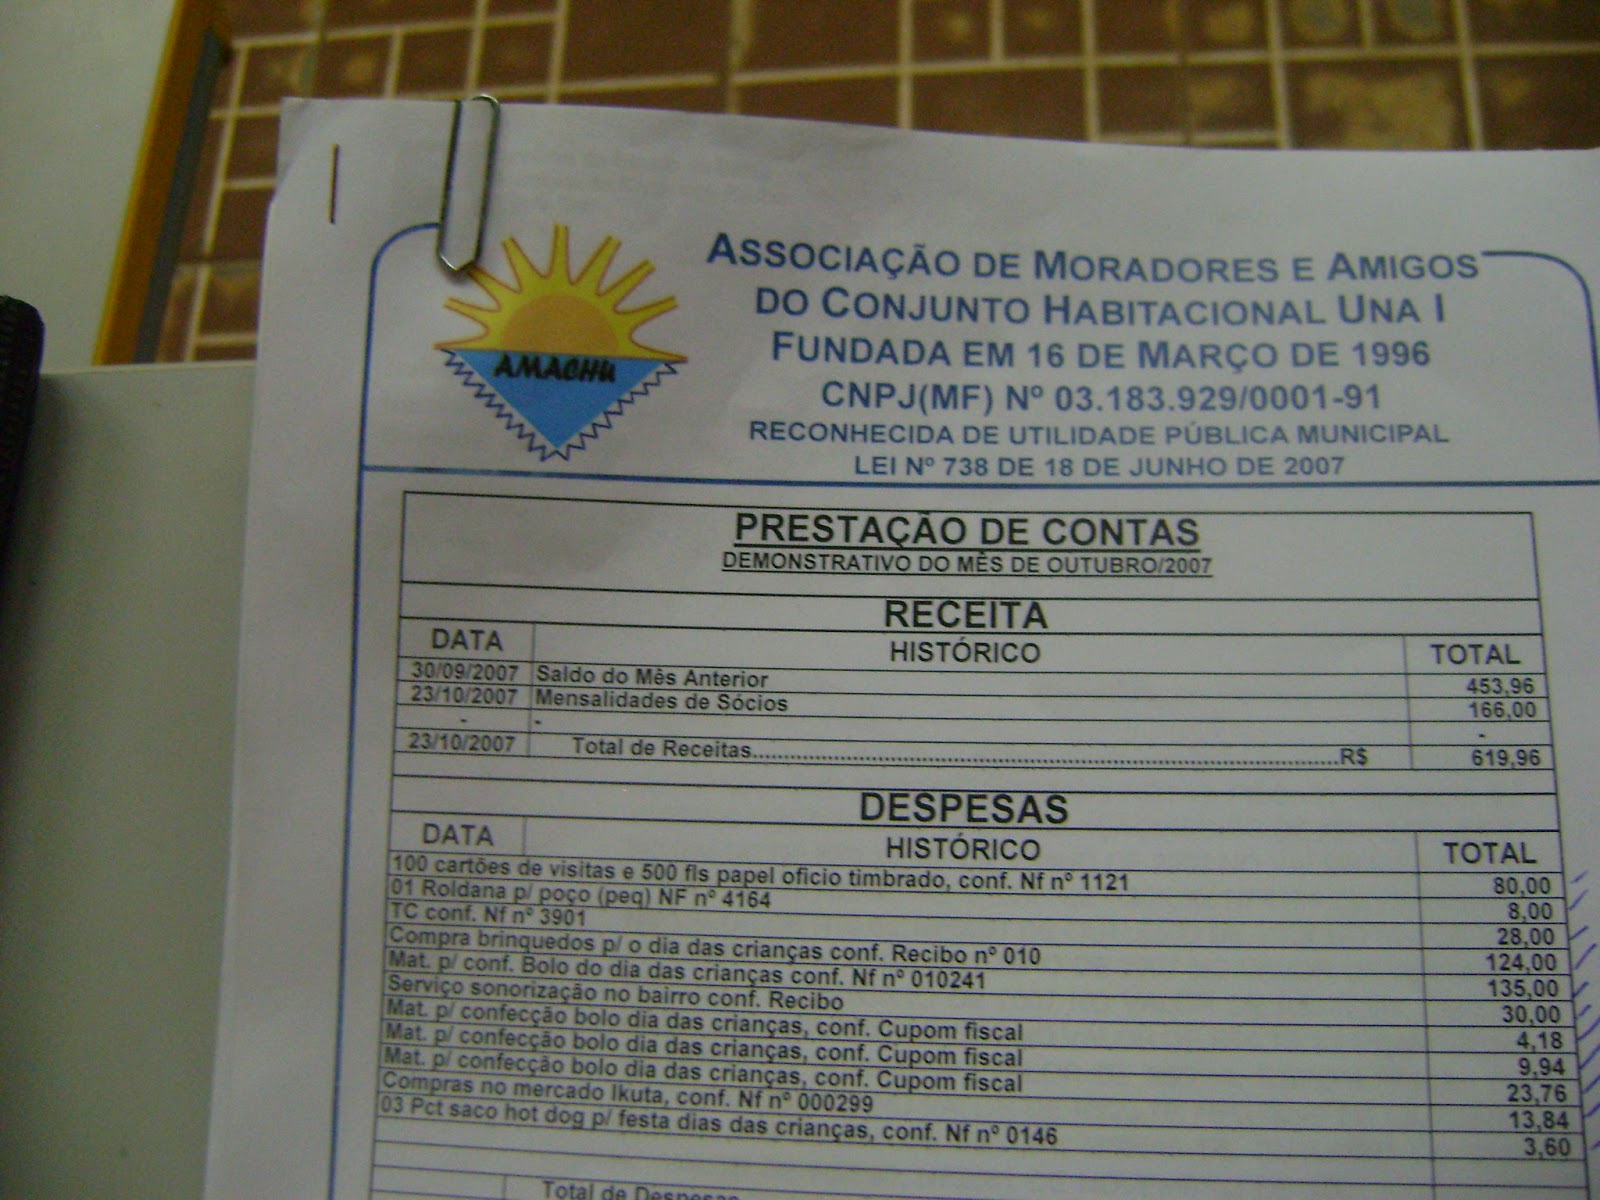 AMACHU
ASSOCIAÇÃO DE MORADORES E AMIGOS
DO CONJUNTO HABITACIONAL UNA I
FUNDADA EM 16 DE MARÇO DE 1996
CNPJ(MF) Nº 03.183.929/0001-91
RECONHECIDA DE UTILIDADE PÚBLICA MUNICIPAL
LEI Nº 738 DE 18 DE JUNHO DE 2007
PRESTAÇÃO DE CONTAS
DEMONSTRATIVO DO MÊS DE OUTUBRO/2007
RECEITA
DATA HISTÓRICO TOTAL
30/09/2007 Saldo do Mês Anterior 453,96
23/10/2007 Mensalidades de Sócios 166,00
- - -
23/10/2007 Total de Receitas..........................................................................................R$ 619,96
DESPESAS
DATA HISTÓRICO TOTAL
100 cartões de visitas e 500 fls papel oficio timbrado, conf. Nf nº 1121 80,00
01 Roldana p/ poço (peq) NF nº 4164 8,00
TC conf. Nf nº 3901 28,00
Compra brinquedos p/ o dia das crianças conf. Recibo nº 010 124,00
Mat. p/ conf. Bolo do dia das crianças conf. Nf nº 010241 135,00
Serviço sonorização no bairro conf. Recibo 30,00
Mat. p/ confecção bolo dia das crianças, conf. Cupom fiscal 4,18
Mat. p/ confecção bolo dia das crianças, conf. Cupom fiscal 9,94
Mat. p/ confecção bolo dia das crianças, conf. Cupom fiscal 23,76
Compras no mercado Ikuta, conf. Nf nº 000299 13,84
03 Pct saco hot dog p/ festa dias das crianças, conf. Nf nº 0146 3,60
Total de Despesas